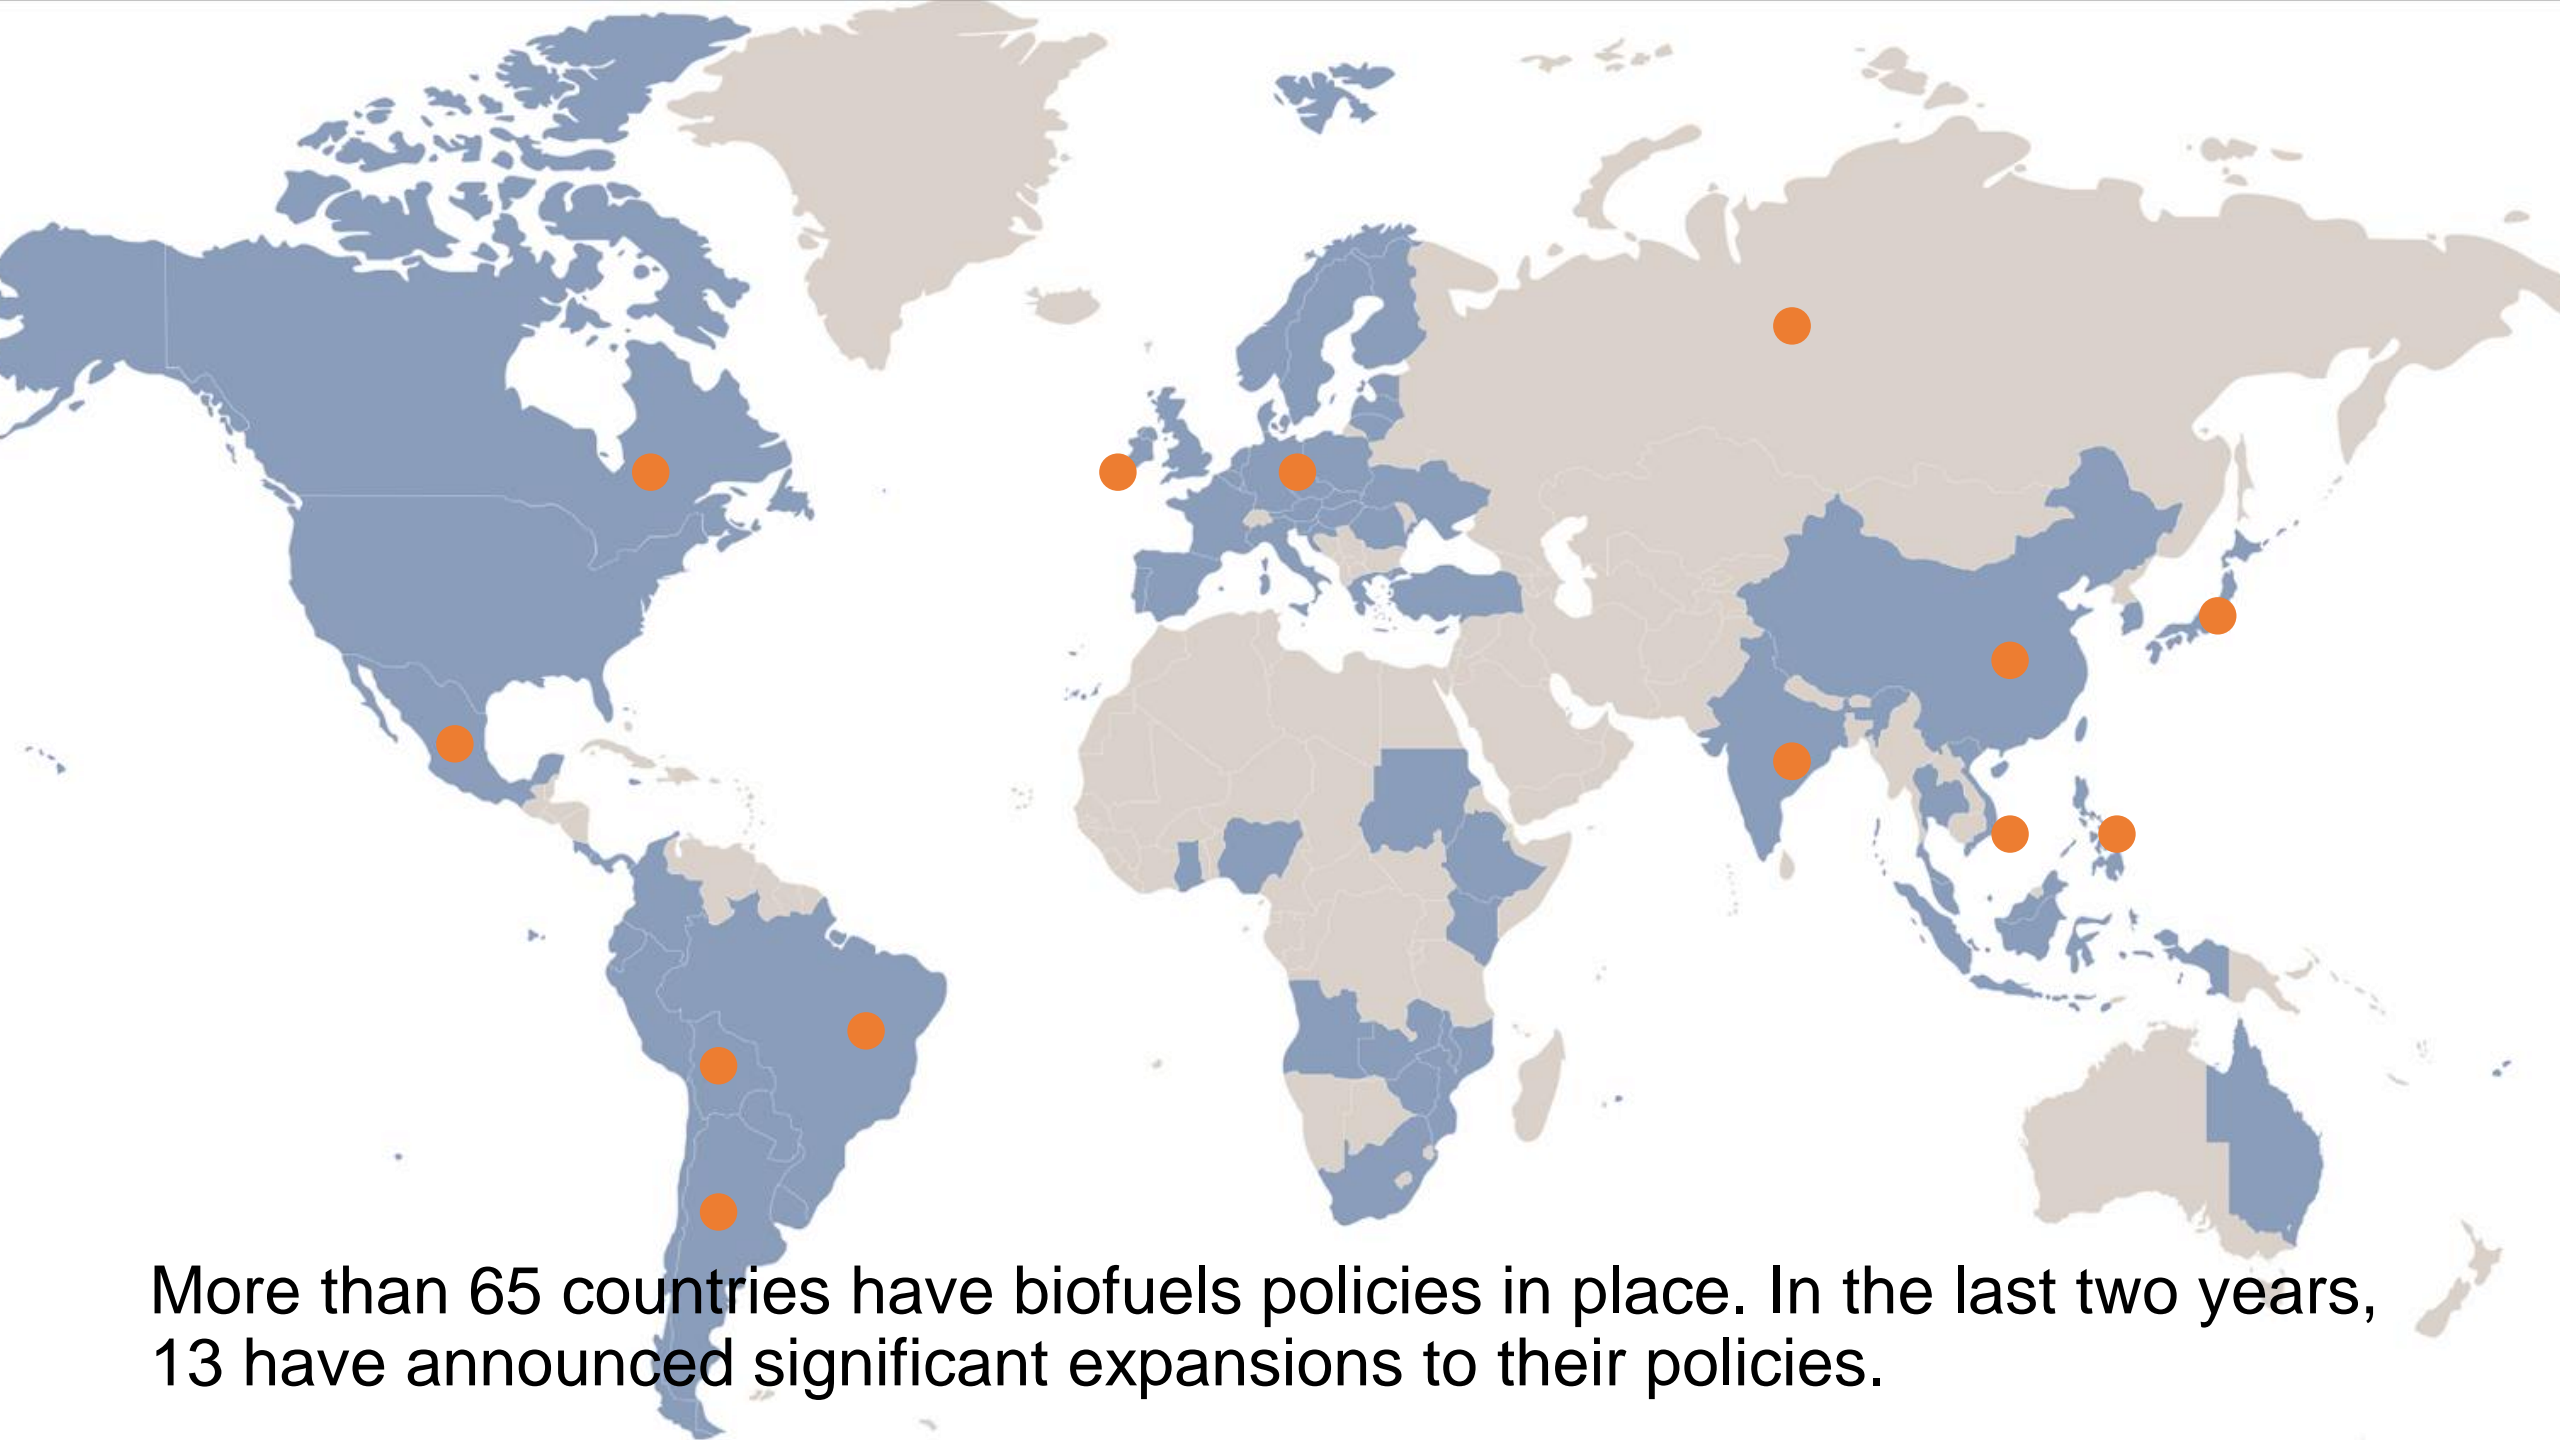 More than 65 countries have biofuels policies in place. In the last two years,
13 have announced significant expansions to their policies.